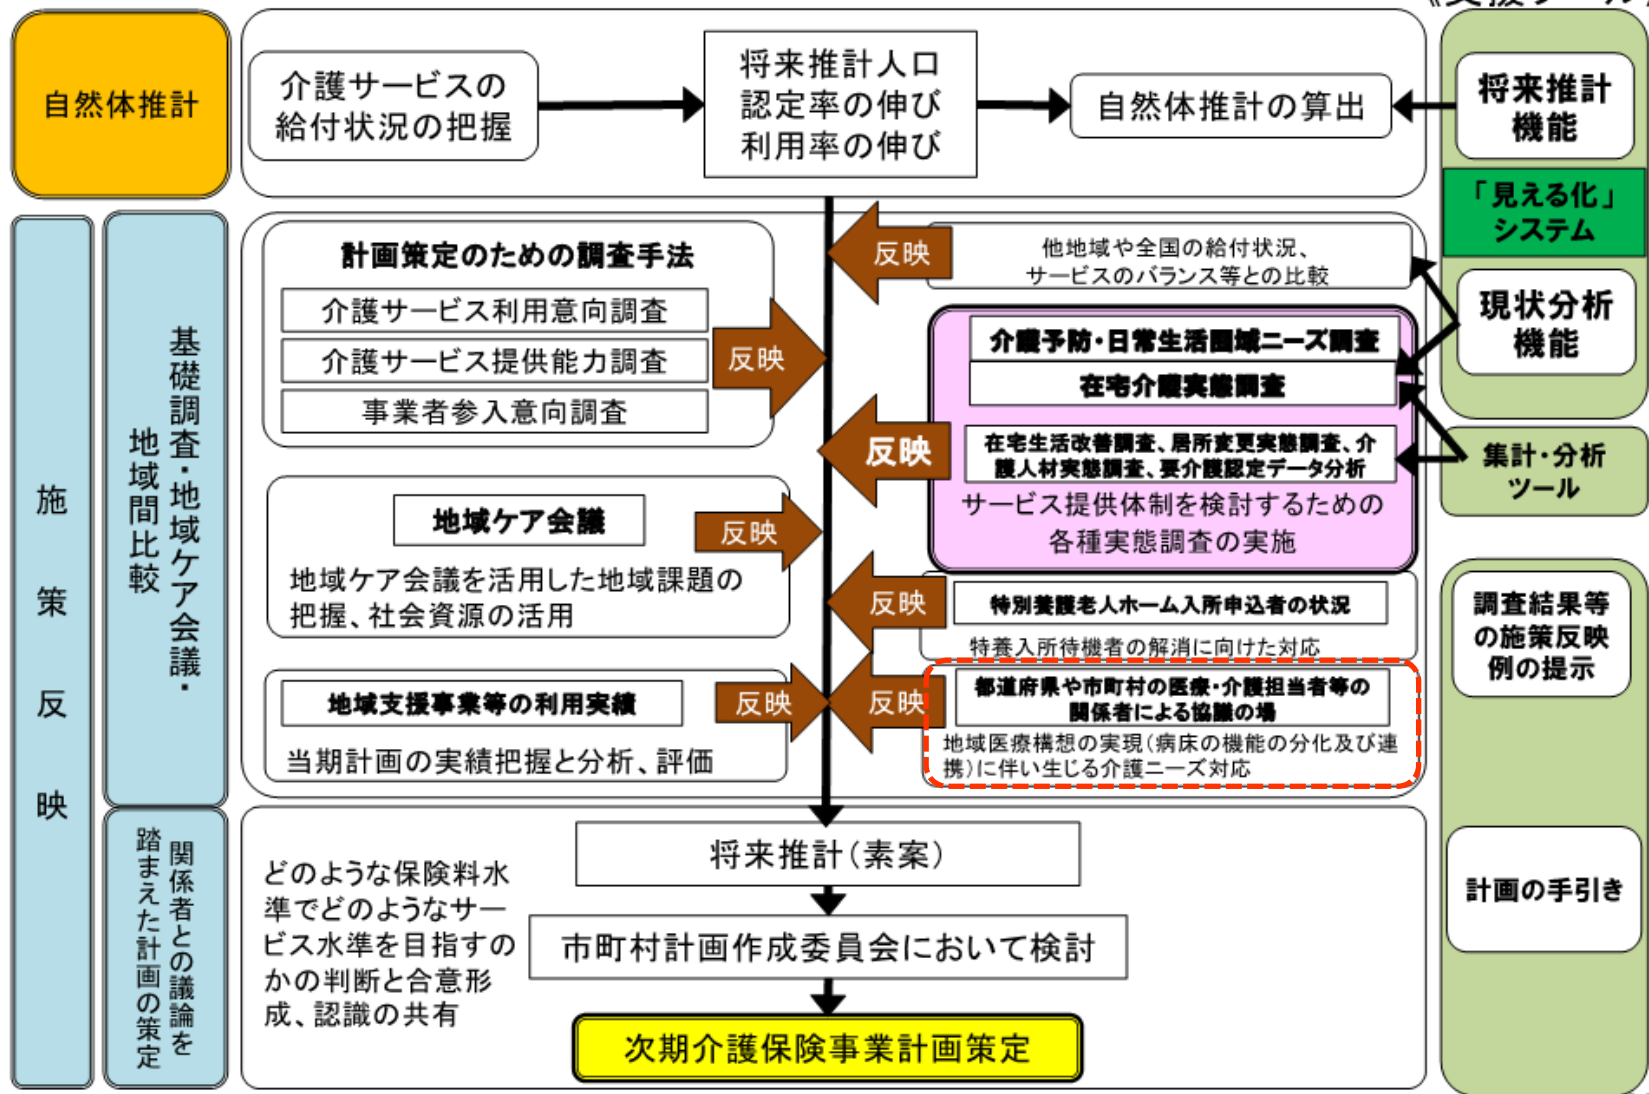 自然体推計
介護サービスの
給付状況の把握
将来推計人口
認定率の伸び
利用率の伸び
自然体推計の算出
将来推計
機能
「見える化」
システム
現状分析
機能
集計・分析
ツール
調査結果等
の施策反映
例の提示
計画の手引き
施策反映
基礎調査・地域ケア会議・
地域間比較
関係者との議論を
踏まえた計画の策定
計画策定のための調査手法
介護サービス利用意向調査
介護サービス提供能力調査
事業者参入意向調査
反映
反映
他地域や全国の給付状況、
サービスのバランス等との比較
介護予防・日常生活圏域ニーズ調査
在宅介護実態調査
反映
在宅生活改善調査、居所変更実態調査、介
護人材実態調査、要介護認定データ分析
サービス提供体制を検討するための
各種実態調査の実施
地域ケア会議
反映
地域ケア会議を活用した地域課題の
把握、社会資源の活用
反映
特別養護老人ホーム入所申込者の状況
特養入所待機者の解消に向けた対応
地域支援事業等の利用実績
反映
当期計画の実績把握と分析、評価
反映
都道府県や市町村の医療・介護担当者等の
関係者による協議の場
地域医療構想の実現（病床の機能の分化及び連
携）に伴い生じる介護ニーズ対応
どのような保険料水
準でどのようなサー
ビス水準を目指すの
かの判断と合意形
成、認識の共有
将来推計（素案）
市町村計画作成委員会において検討
次期介護保険事業計画策定